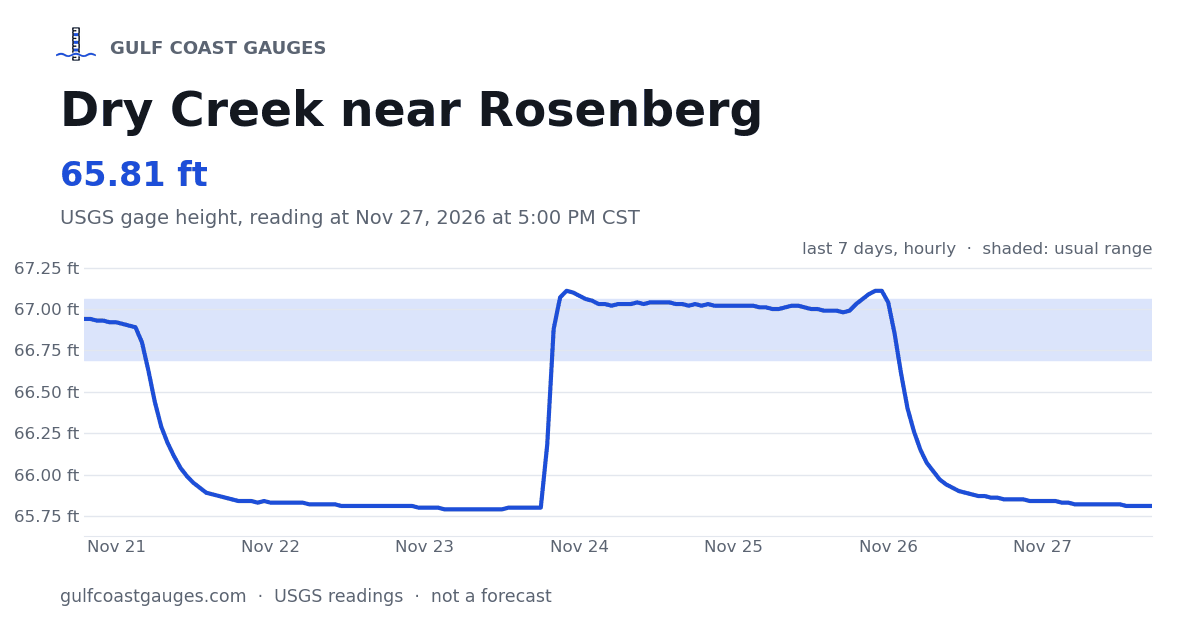 GULF COAST GAUGES
Dry Creek near Rosenberg
65.81 ft
USGS gage height, reading at Nov 27, 2026 at 5:00 PM CST
last 7 days, hourly · shaded: usual range
67.25 ft
67.00 ft
66.75 ft
66.50 ft
66.25 ft
66.00 ft
65.75 ft
Nov 21 Nov 22 Nov 23 Nov 24 Nov 25 Nov 26 Nov 27
gulfcoastgauges.com · USGS readings · not a forecast